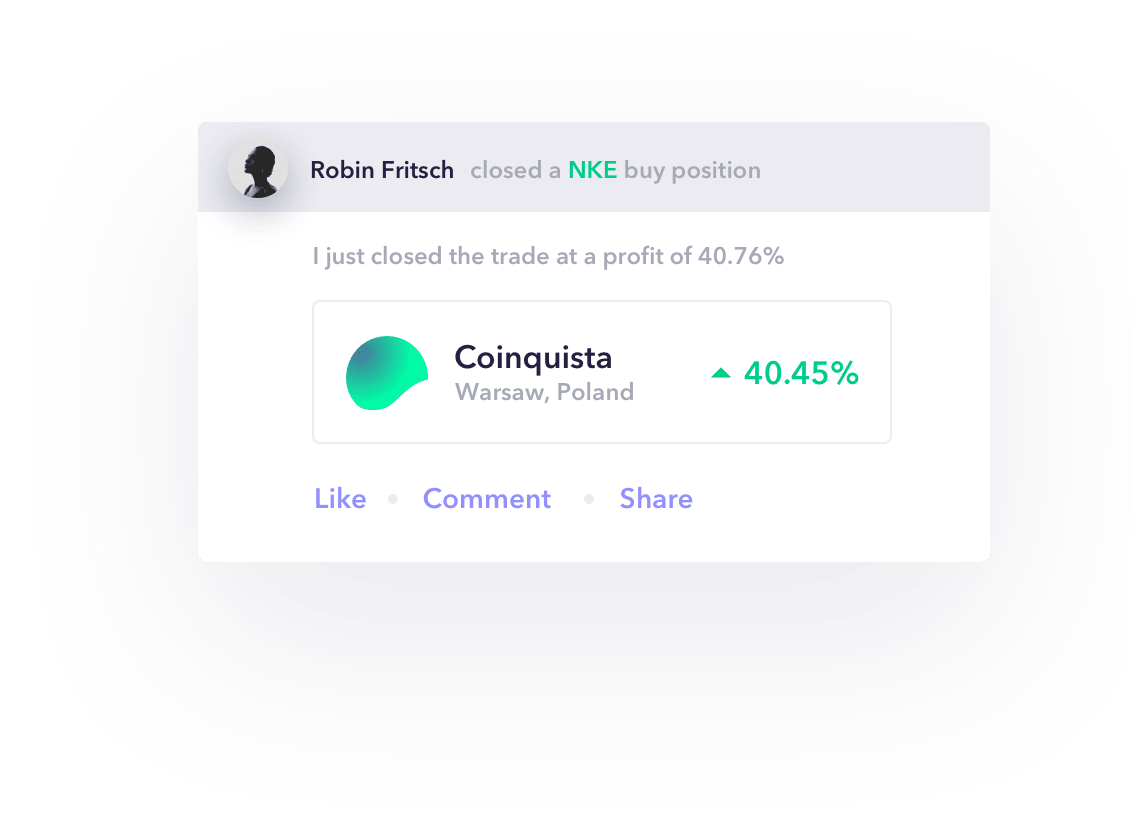 Robin Fritsch closed a NKE buy position
I just closed the trade at a profit of 40.76%
Coinquista
Warsaw, Poland
40.45%
Like Comment Share